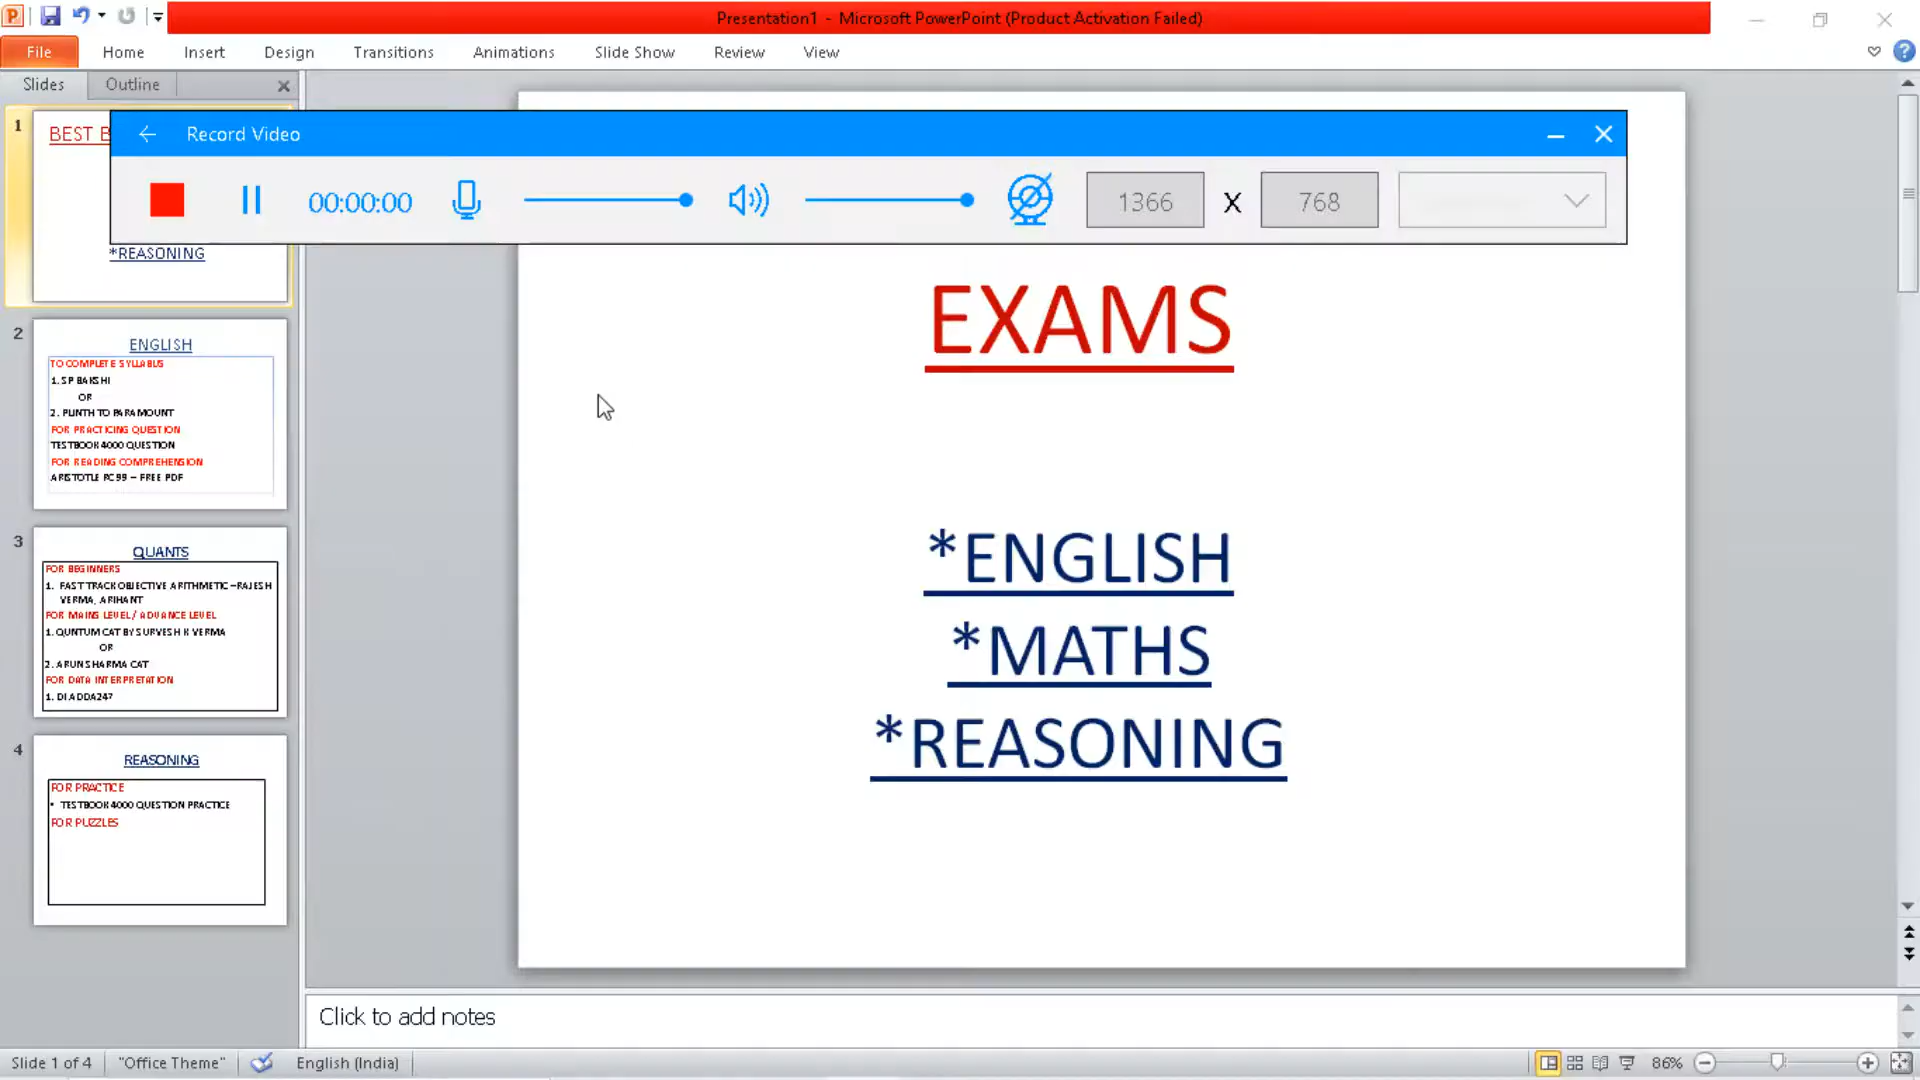 Presentation1 - Microsoft PowerPoint (Product Activation Failed)
File Home Insert Design Transitions Animations Slide Show Review View
Slides Outline
Record Video
00:00:00 1366 X 768
1
BEST B
*REASONING
2
ENGLISH
TO COMPLETE SYLLABUS
1. SP BAKSHI
OR
2. PLINTH TO PARAMOUNT
FOR PRACTICING QUESTION
TESTBOOK 4000 QUESTION
FOR READING COMPREHENSION
ARISTOTLE RC 99 – FREE PDF
3
QUANTS
FOR BEGINNERS
1. FAST TRACK OBJECTIVE ARITHMETIC –RAJESH
VERMA, ARIHANT
FOR MAINS LEVEL / ADVANCE LEVEL
1. QUNTUM CAT BY SURVESH K VERMA
OR
2. ARUN SHARMA CAT
FOR DATA INTERPRETATION
1. DI ADDA247
4
REASONING
FOR PRACTICE
• TESTBOOK 4000 QUESTION PRACTICE
FOR PUZZLES
EXAMS
*ENGLISH
*MATHS
*REASONING
Click to add notes
Slide 1 of 4 "Office Theme" English (India) 86%